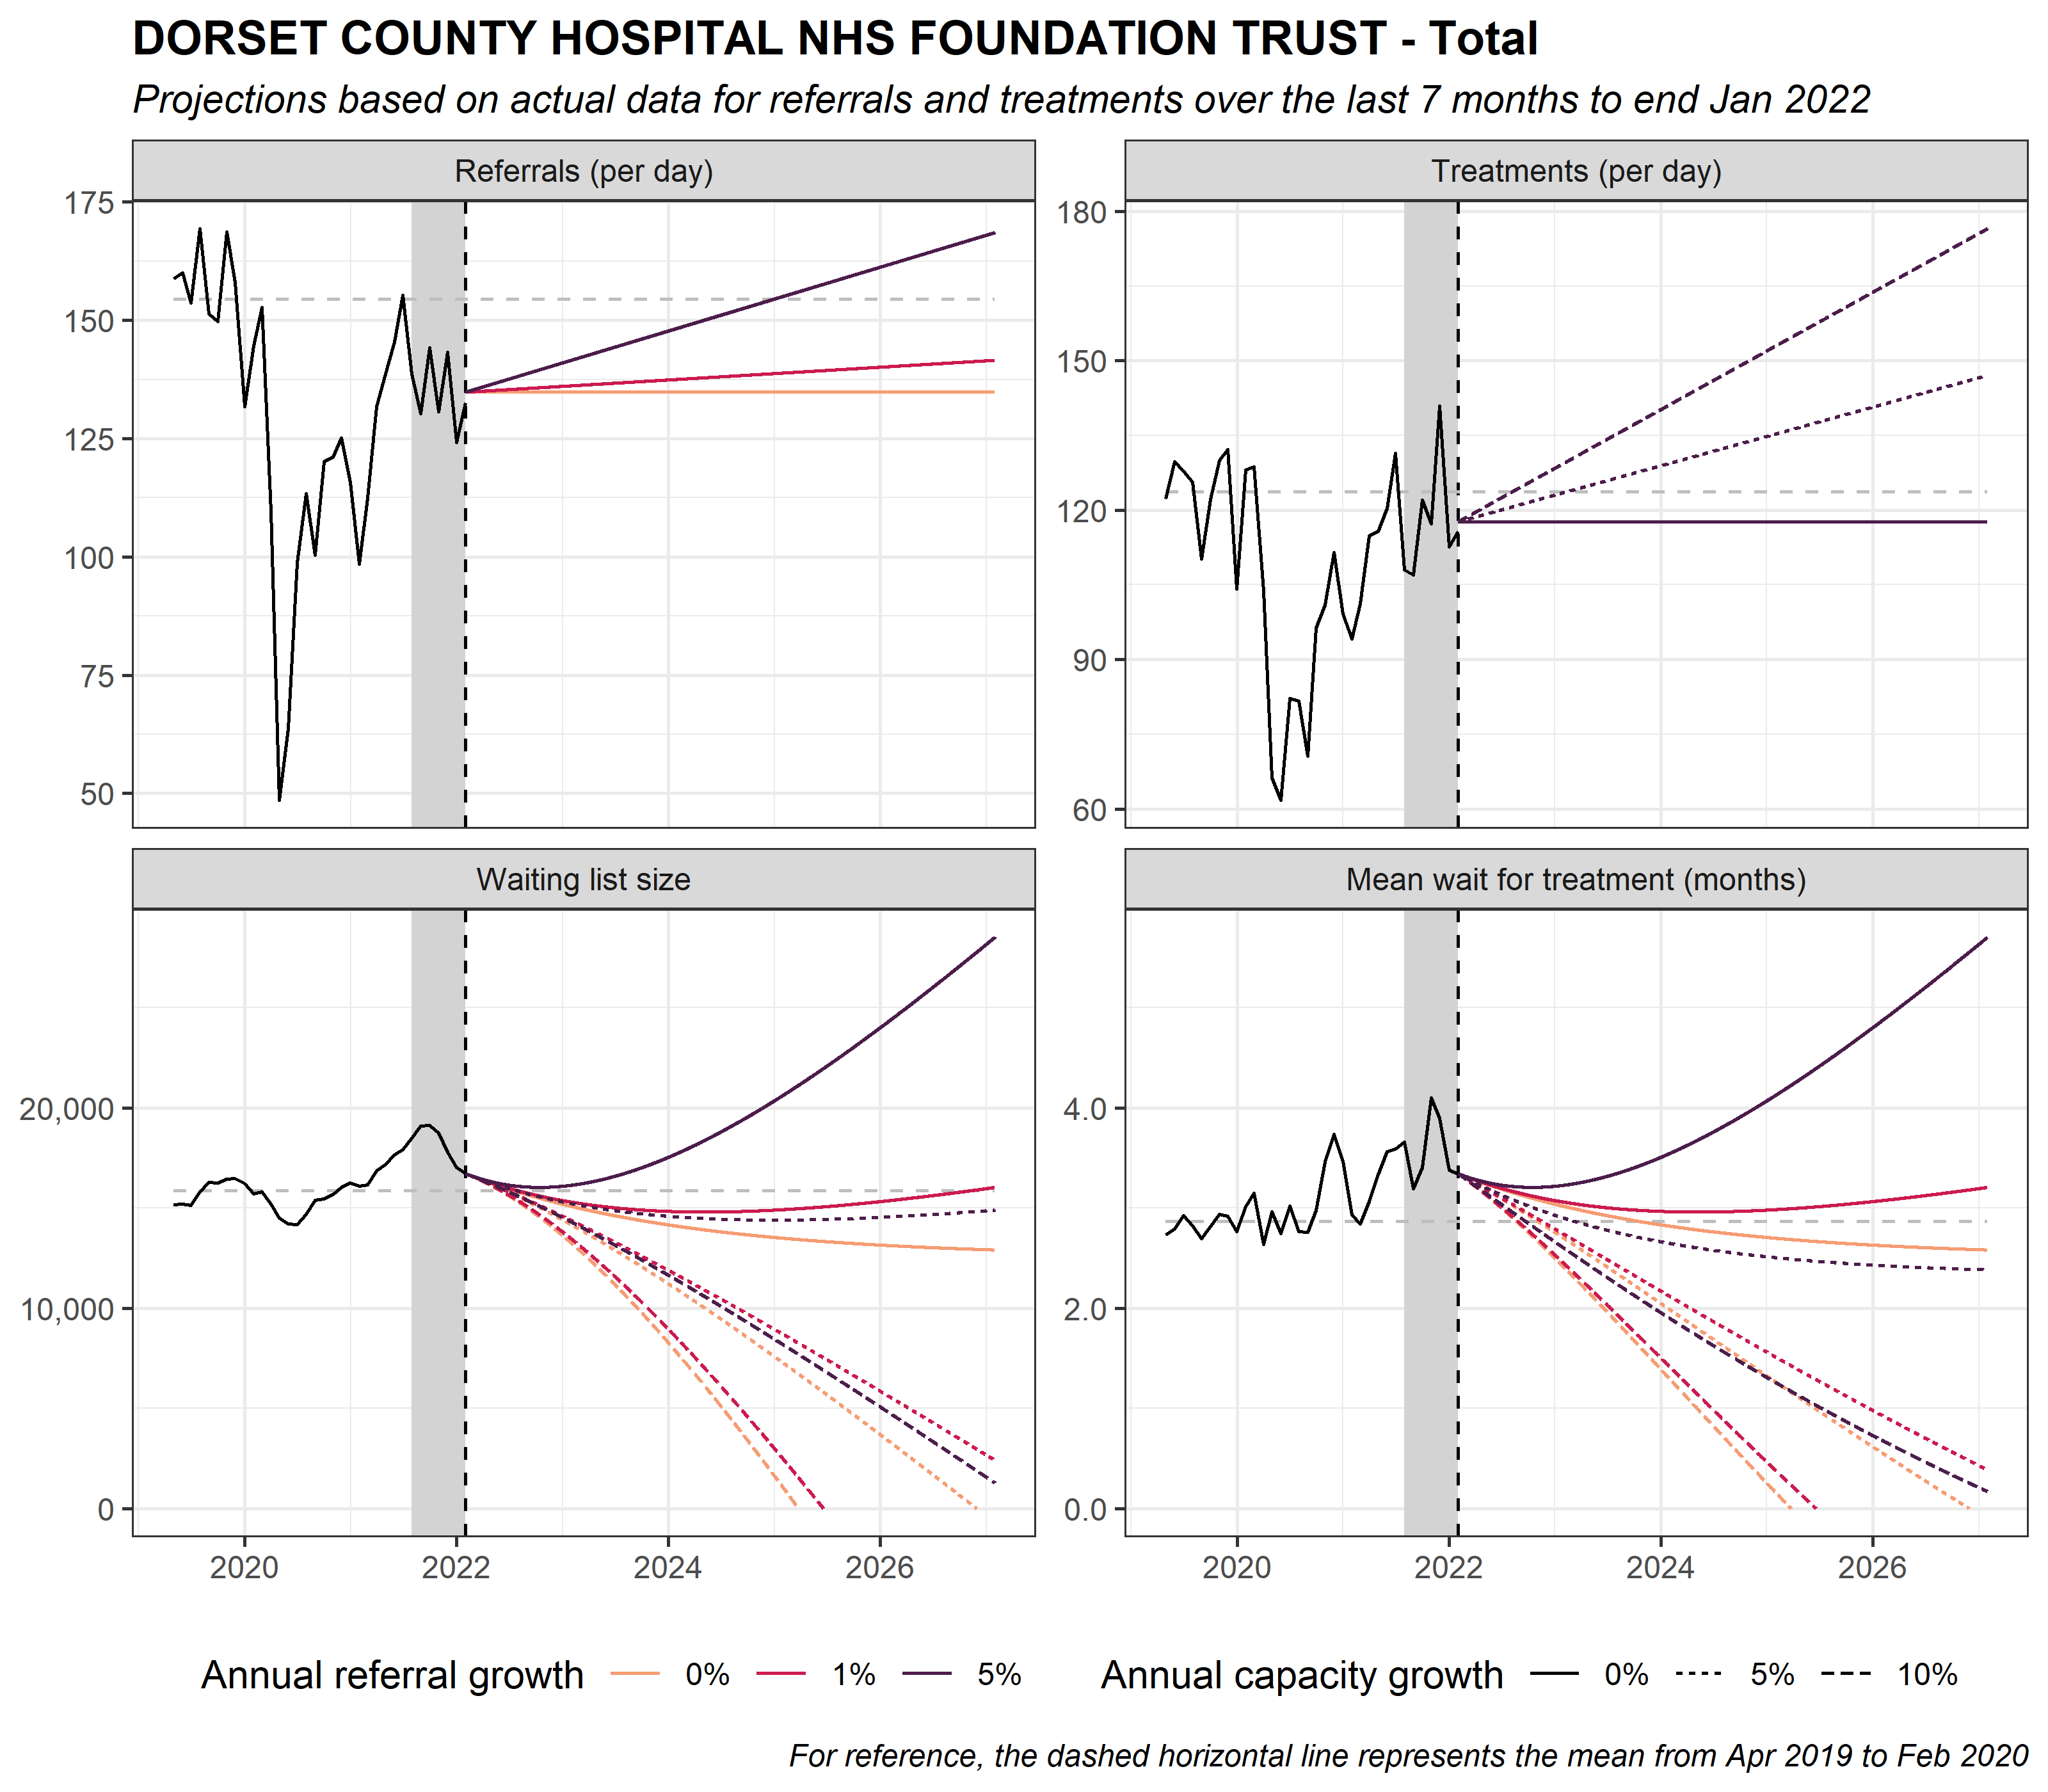 DORSET COUNTY HOSPITAL NHS FOUNDATION TRUST - Total
Projections based on actual data for referrals and treatments over the last 7 months to end Jan 2022
Referrals (per day)
175
150
125
100
75
50
Treatments (per day)
180
150
120
90
60
Waiting list size
20,000
10,000
0
2020 2022 2024 2026
Mean wait for treatment (months)
4.0
2.0
0.0
2020 2022 2024 2026
Annual referral growth 0% 1% 5%
Annual capacity growth 0% 5% 10%
For reference, the dashed horizontal line represents the mean from Apr 2019 to Feb 2020